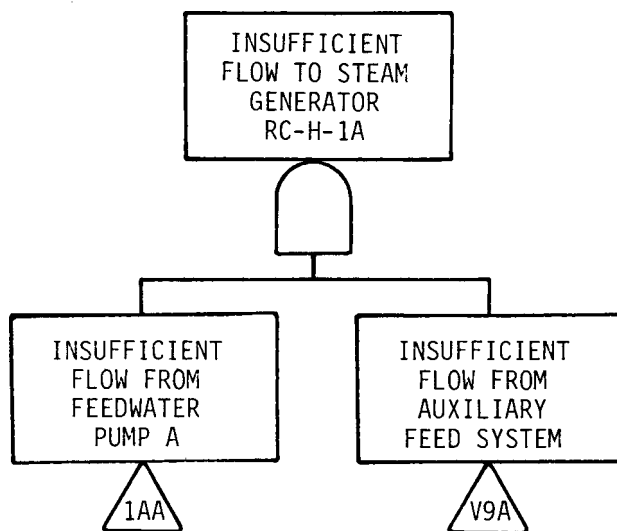 INSUFFICIENT
FLOW TO STEAM
GENERATOR
RC-H-1A
INSUFFICIENT
FLOW FROM
FEEDWATER
PUMP A
1AA
INSUFFICIENT
FLOW FROM
AUXILIARY
FEED SYSTEM
V9A